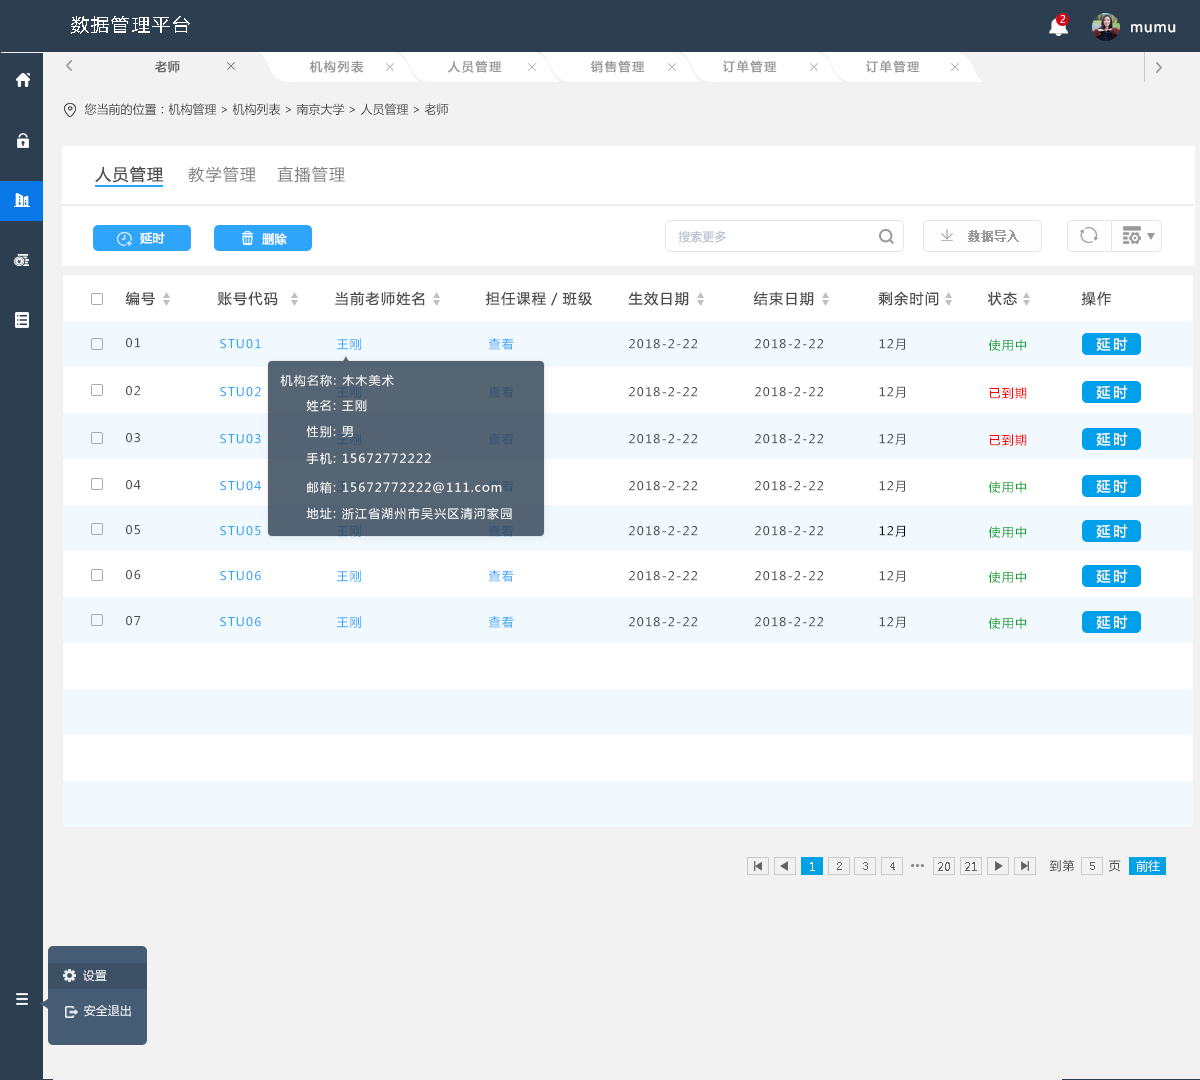 数据管理平台
2
mumu
老师 机构列表 人员管理 销售管理 订单管理 订单管理
您当前的位置：机构管理 > 机构列表 > 南京大学 > 人员管理 > 老师
人员管理 教学管理 直播管理
延时 删除 搜索更多 数据导入
编号 账号代码 当前老师姓名 担任课程 / 班级 生效日期 结束日期 剩余时间 状态 操作
01 STU01 王刚 查看 2018-2-22 2018-2-22 12月 使用中 延时
02 STU02 查看 2018-2-22 2018-2-22 12月 已到期 延时
03 STU03 王刚 查看 2018-2-22 2018-2-22 12月 已到期 延时
04 STU04 2018-2-22 2018-2-22 12月 使用中 延时
05 STU05 王刚 查看 2018-2-22 2018-2-22 12月 使用中 延时
06 STU06 王刚 查看 2018-2-22 2018-2-22 12月 使用中 延时
07 STU06 王刚 查看 2018-2-22 2018-2-22 12月 使用中 延时
机构名称: 木木美术
姓名: 王刚
性别: 男
手机: 15672772222
邮箱: 15672772222@111.com
地址: 浙江省湖州市吴兴区清河家园
1 2 3 4 ••• 20 21 到第 5 页 前往
设置
安全退出